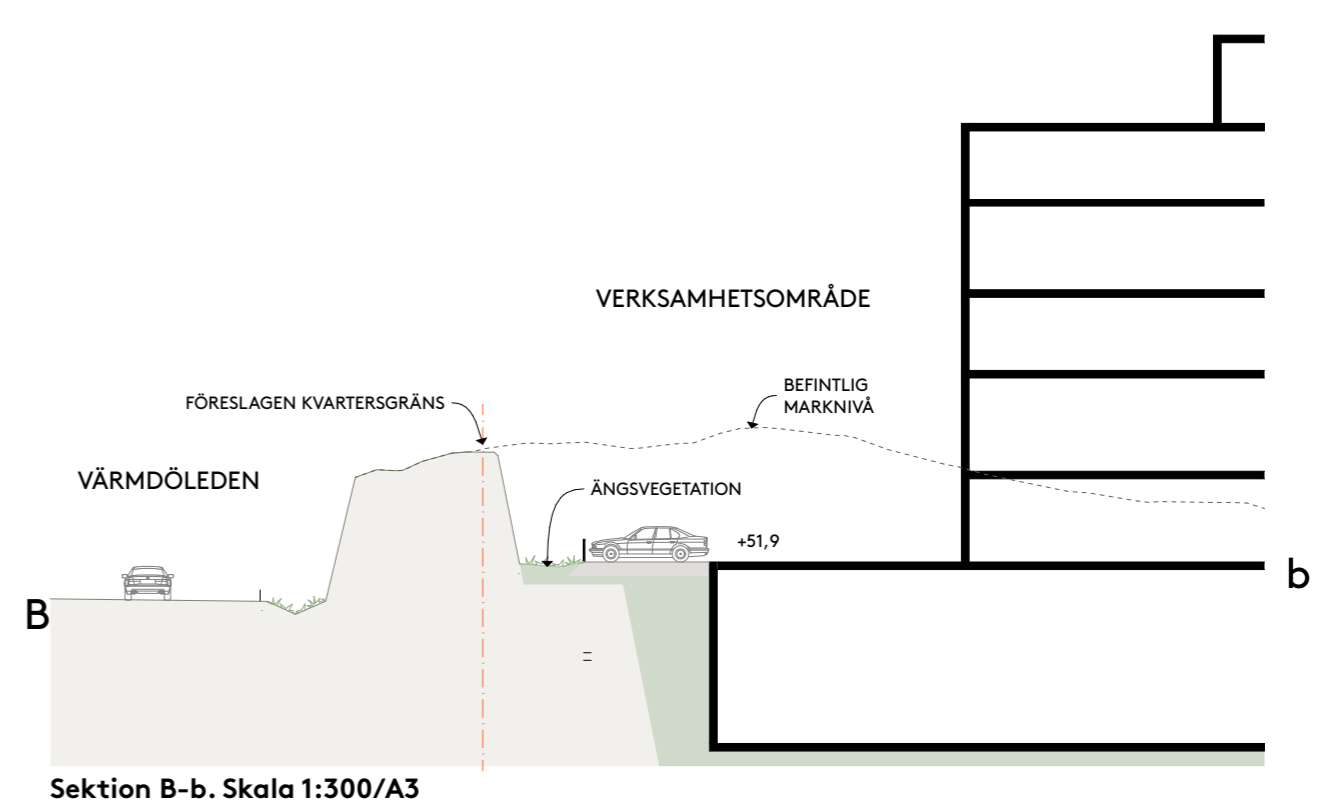 VERKSAMHETSOMRÅDE
BEFINTLIG
MARKNIVÅ
FÖRESLAGEN KVARTERSGRÄNS
VÄRMDÖLEDEN
ÄNGSVEGETATION
+51,9
B
b
Sektion B-b. Skala 1:300/A3